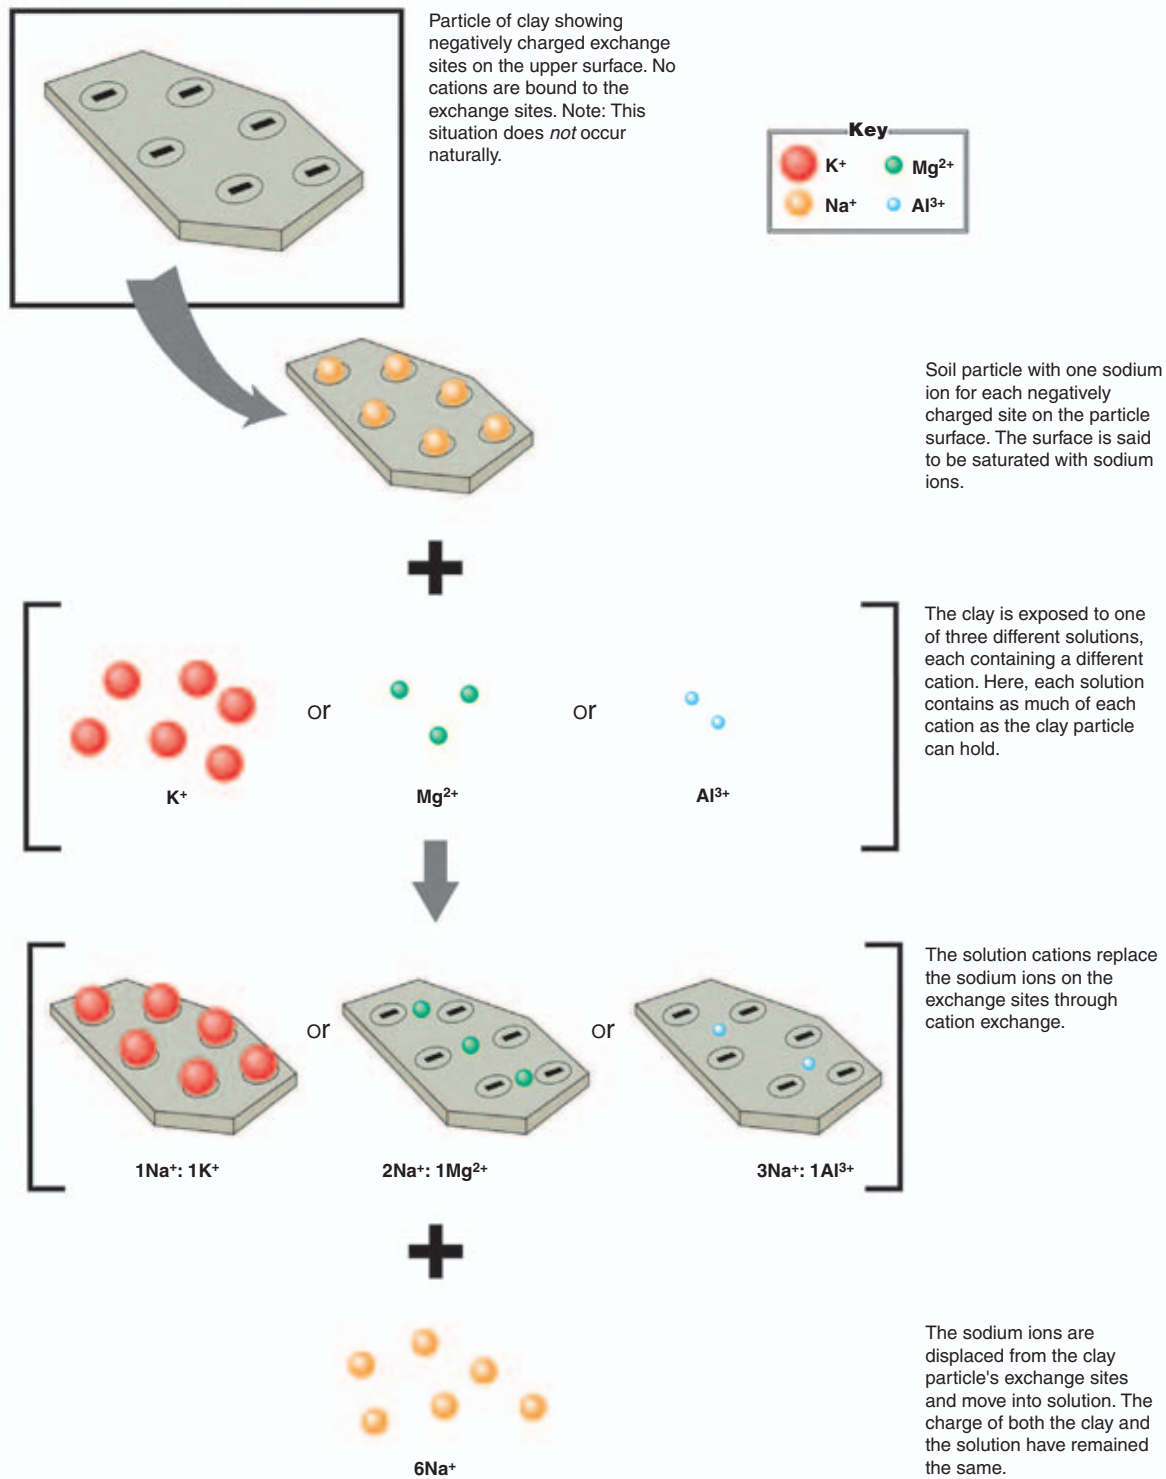 Particle of clay showing
negatively charged exchange
sites on the upper surface. No
cations are bound to the
exchange sites. Note: This
situation does not occur
naturally.
Key
K⁺
Mg²⁺
Na⁺
Al³⁺
Soil particle with one sodium
ion for each negatively
charged site on the particle
surface. The surface is said
to be saturated with sodium
ions.
The clay is exposed to one
of three different solutions,
each containing a different
cation. Here, each solution
contains as much of each
cation as the clay particle
can hold.
or
or
K⁺
Mg²⁺
Al³⁺
The solution cations replace
the sodium ions on the
exchange sites through
cation exchange.
or
or
1Na⁺: 1K⁺
2Na⁺: 1Mg²⁺
3Na⁺: 1Al³⁺
The sodium ions are
displaced from the clay
particle's exchange sites
and move into solution. The
charge of both the clay and
the solution have remained
the same.
6Na⁺